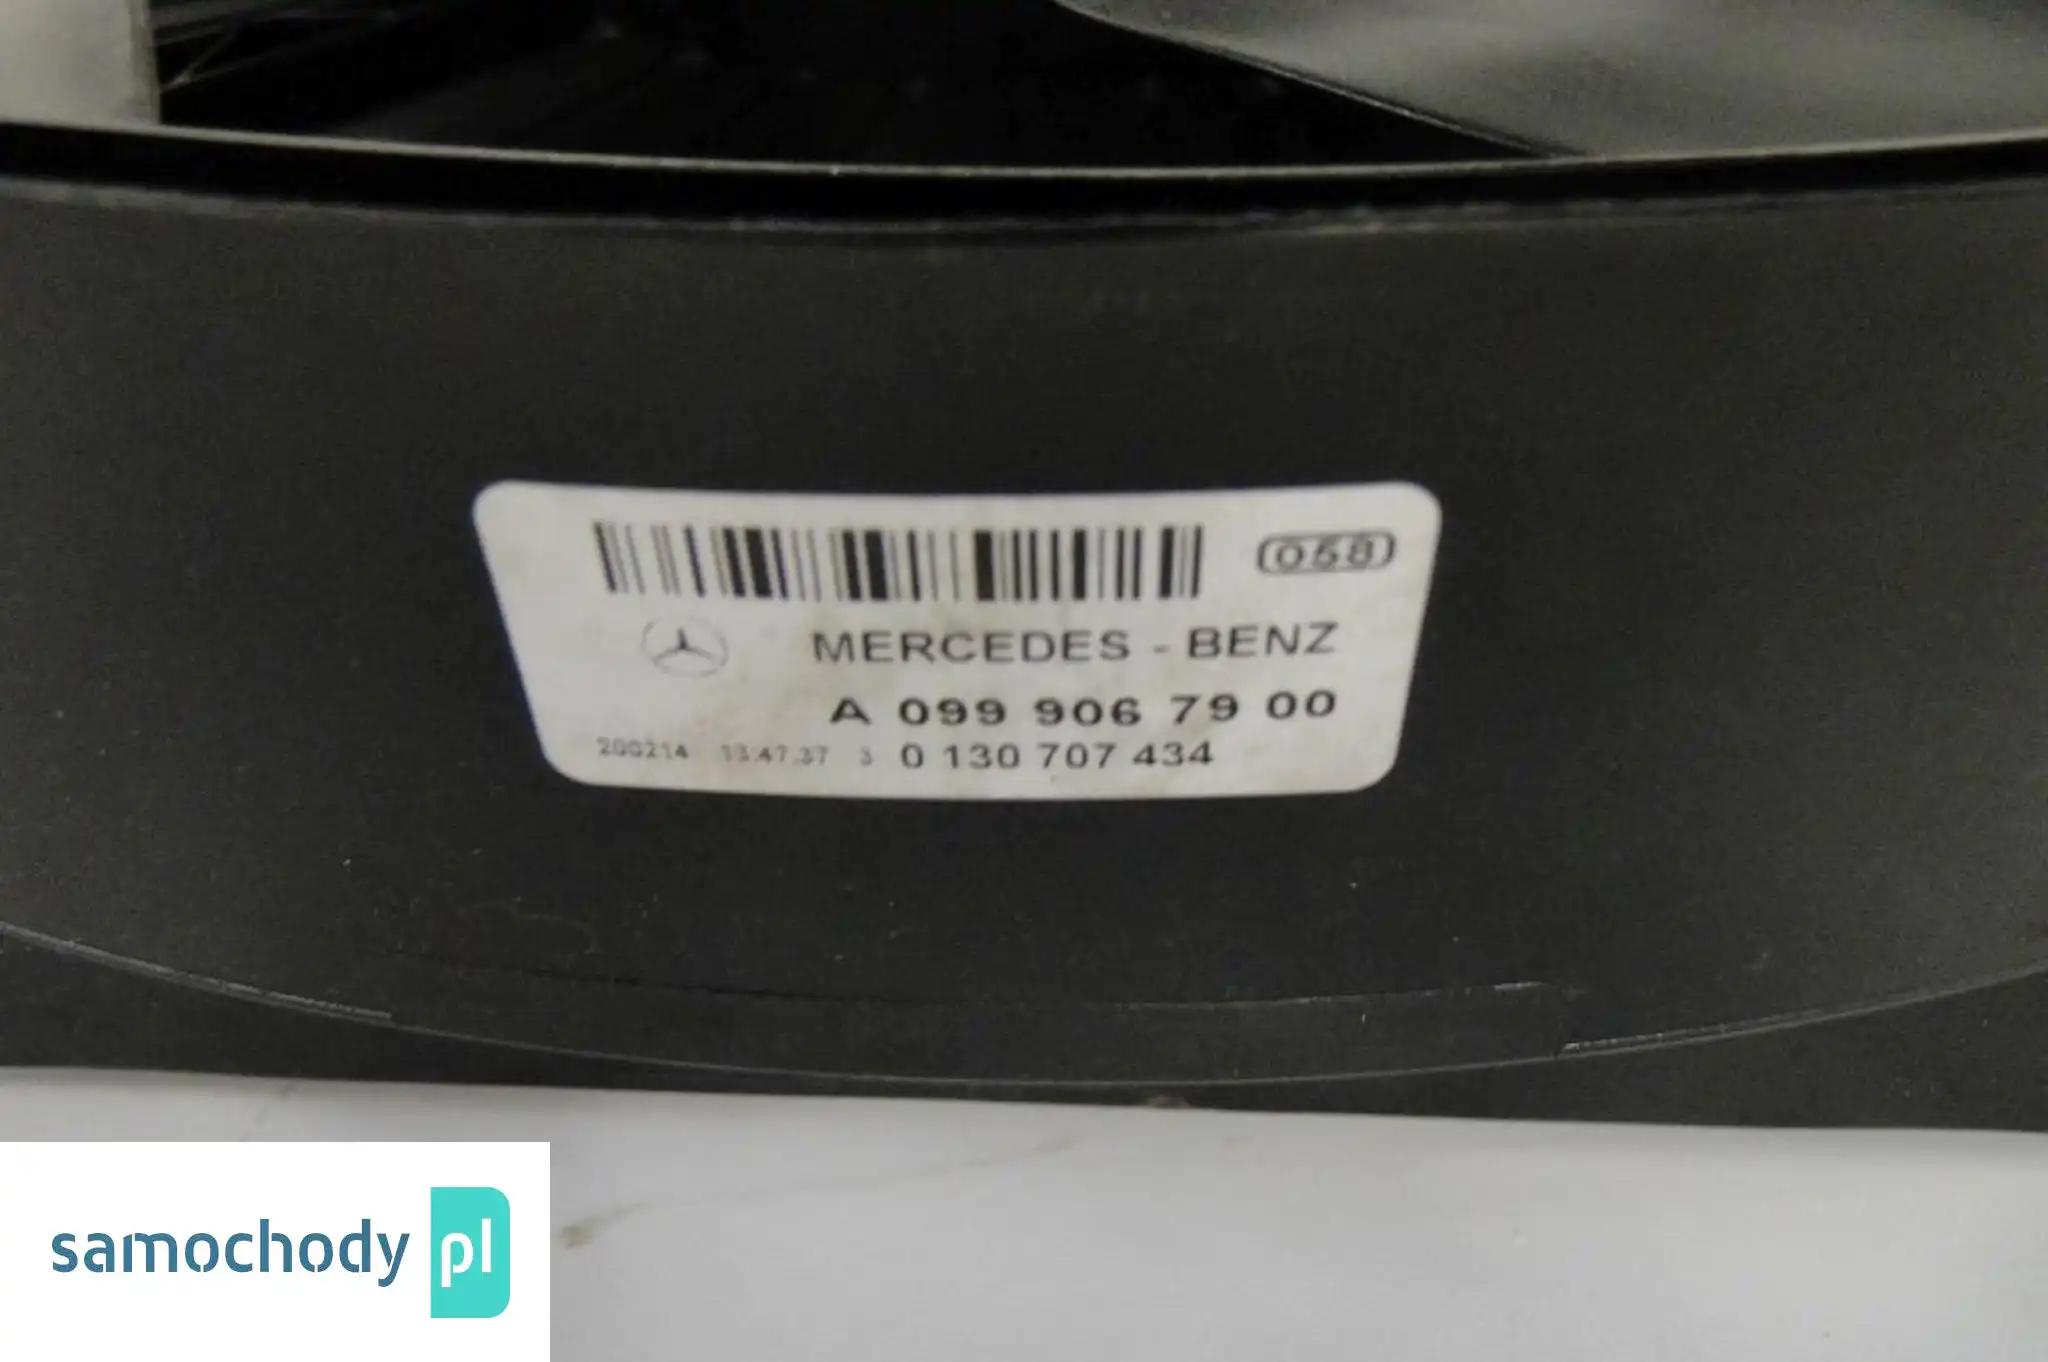 058
MERCEDES - BENZ
A 099 906 79 00
200214 13:47:37 3 0 130 707 434
samochody pl